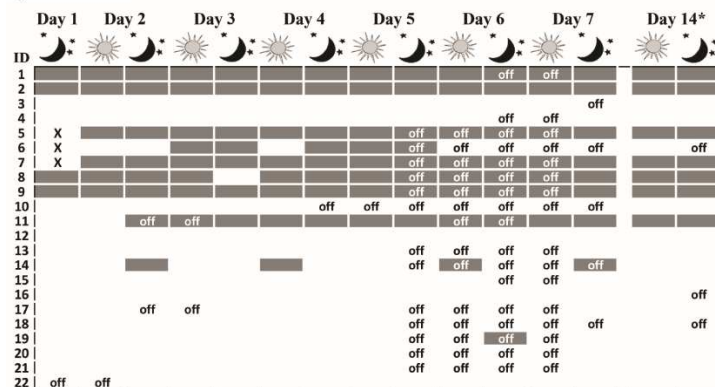 Day 1 Day 2 Day 3 Day 4 Day 5 Day 6 Day 7 Day 14*
ID
1 off off
2
3 off
4 off off
5 X off off off off
6 X off off off off off off
7 X off off off off
8 off off off off
9 off off off off
10 off off off off off off off
11 off off off off
12
13 off off off off
14 off off off off off
15 off off
16 off
17 off off off off off off
18 off off off off off off
19 off off off off
20 off off off off
21 off off off off
22 off off